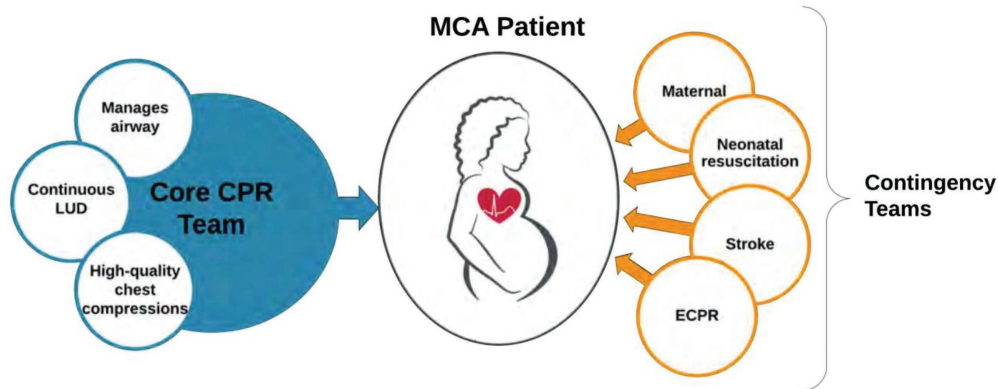 MCA Patient
Manages
airway
Continuous
LUD
High-quality
chest
compressions
Core CPR
Team
Maternal
Neonatal
resuscitation
Stroke
ECPR
Contingency
Teams